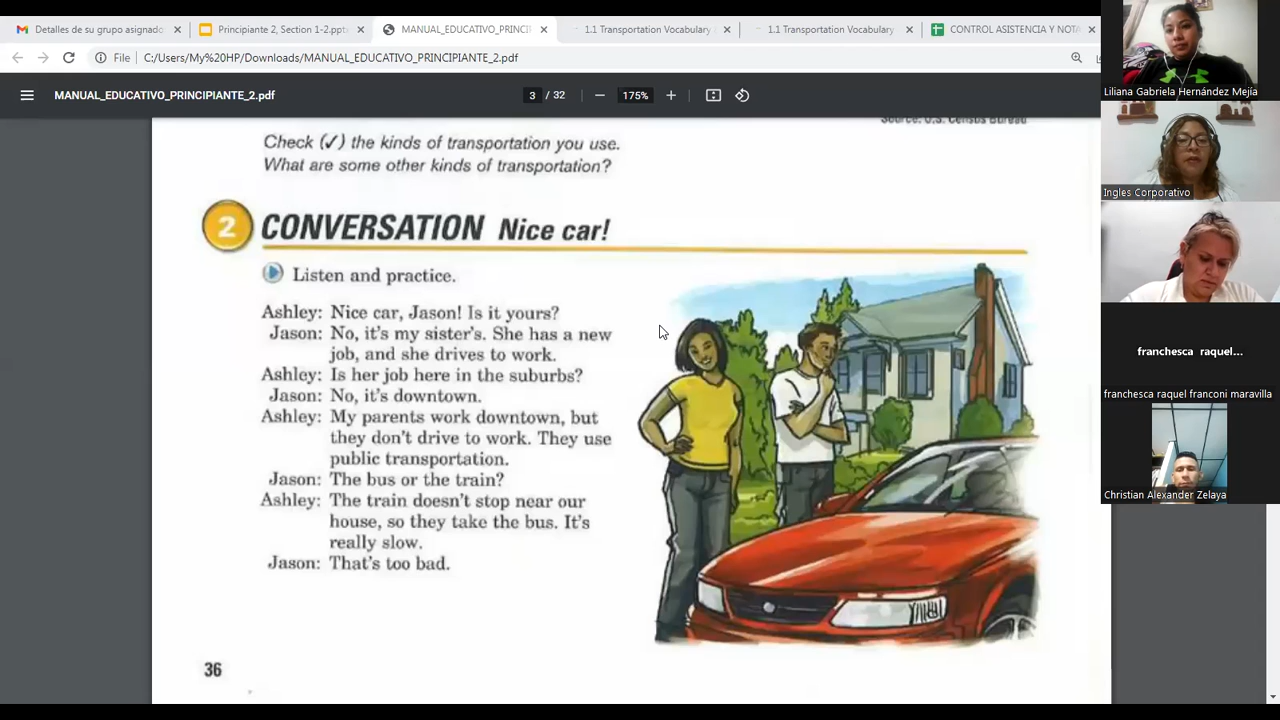 Detalles de su grupo asignado
Principiante 2, Section 1-2.pptx
MANUAL_EDUCATIVO_PRINCI
1.1 Transportation Vocabulary
1.1 Transportation Vocabulary
CONTROL ASISTENCIA Y NOTA
File
C:/Users/My%20HP/Downloads/MANUAL_EDUCATIVO_PRINCIPIANTE_2.pdf
MANUAL_EDUCATIVO_PRINCIPIANTE_2.pdf
3 / 32
175%
Source: U.S. Census Bureau
Check (✓) the kinds of transportation you use.
What are some other kinds of transportation?
2 CONVERSATION Nice car!
Listen and practice.
Ashley: Nice car, Jason! Is it yours?
Jason: No, it's my sister's. She has a new
job, and she drives to work.
Ashley: Is her job here in the suburbs?
Jason: No, it's downtown.
Ashley: My parents work downtown, but
they don't drive to work. They use
public transportation.
Jason: The bus or the train?
Ashley: The train doesn't stop near our
house, so they take the bus. It's
really slow.
Jason: That's too bad.
36
Liliana Gabriela Hernández Mejía
Ingles Corporativo
franchesca raquel...
franchesca raquel franconi maravilla
Christian Alexander Zelaya